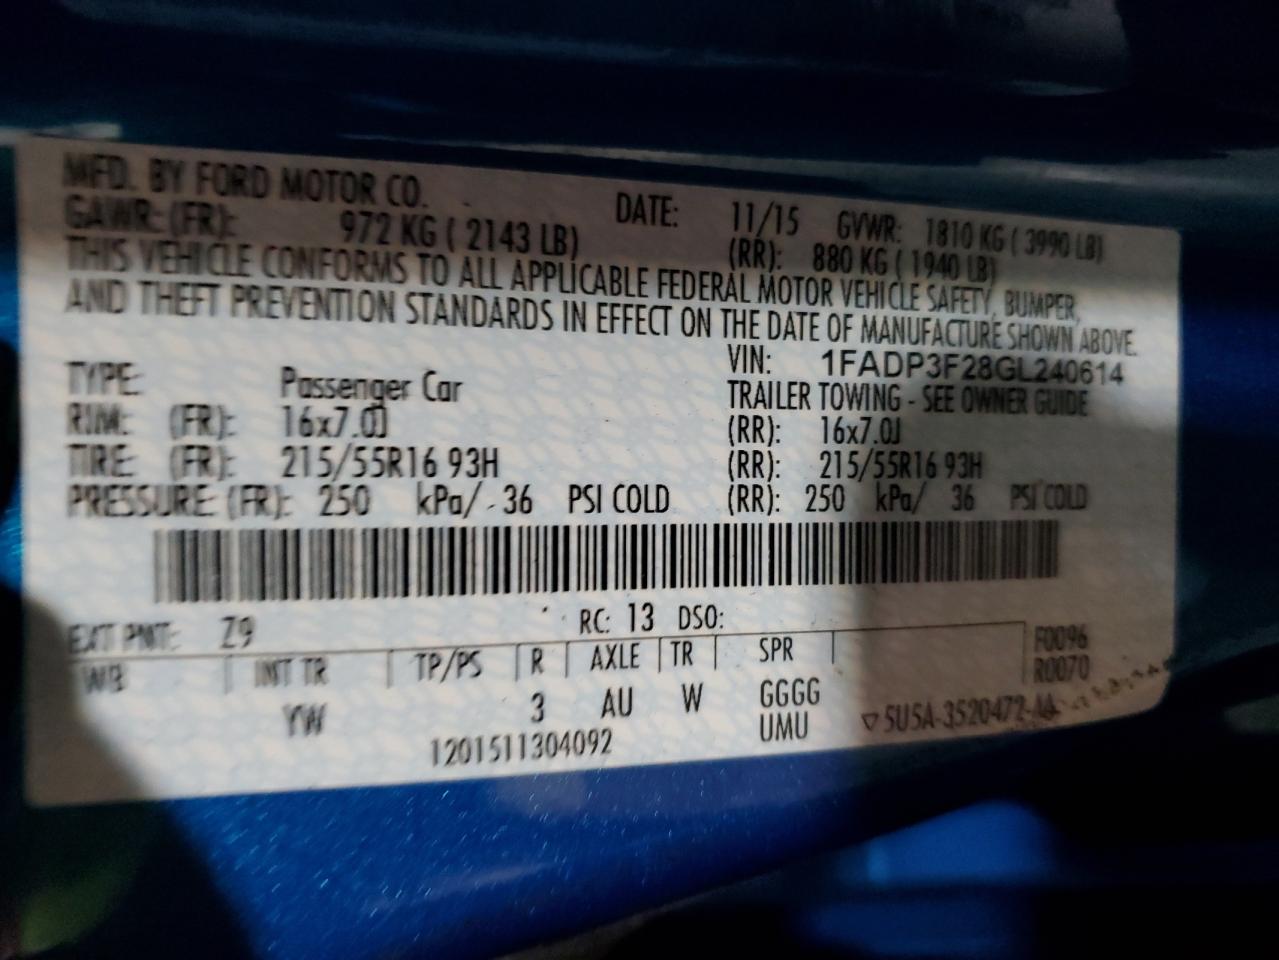 MFD. BY FORD MOTOR CO. DATE: 11/15 GVWR: 1810 KG ( 3990 LB)
GAWR: (FR): 972 KG ( 2143 LB) (RR): 880 KG ( 1940 LB)
THIS VEHICLE CONFORMS TO ALL APPLICABLE FEDERAL MOTOR VEHICLE SAFETY, BUMPER,
AND THEFT PREVENTION STANDARDS IN EFFECT ON THE DATE OF MANUFACTURE SHOWN ABOVE.
VIN: 1FADP3F28GL240614
TYPE: Passenger Car TRAILER TOWING - SEE OWNER GUIDE
RIM: (FR): 16x7.0J (RR): 16x7.0J
TIRE: (FR): 215/55R16 93H (RR): 215/55R16 93H
PRESSURE: (FR): 250 kPa/ 36 PSI COLD (RR): 250 kPa/ 36 PSI COLD
EXT PNT: Z9 RC: 13 DSO:
WB INT TR TP/PS R AXLE TR SPR F0096
R0070
YW 3 AU W GGGG
UMU ▽5U5A-3520472-AA
1201511304092